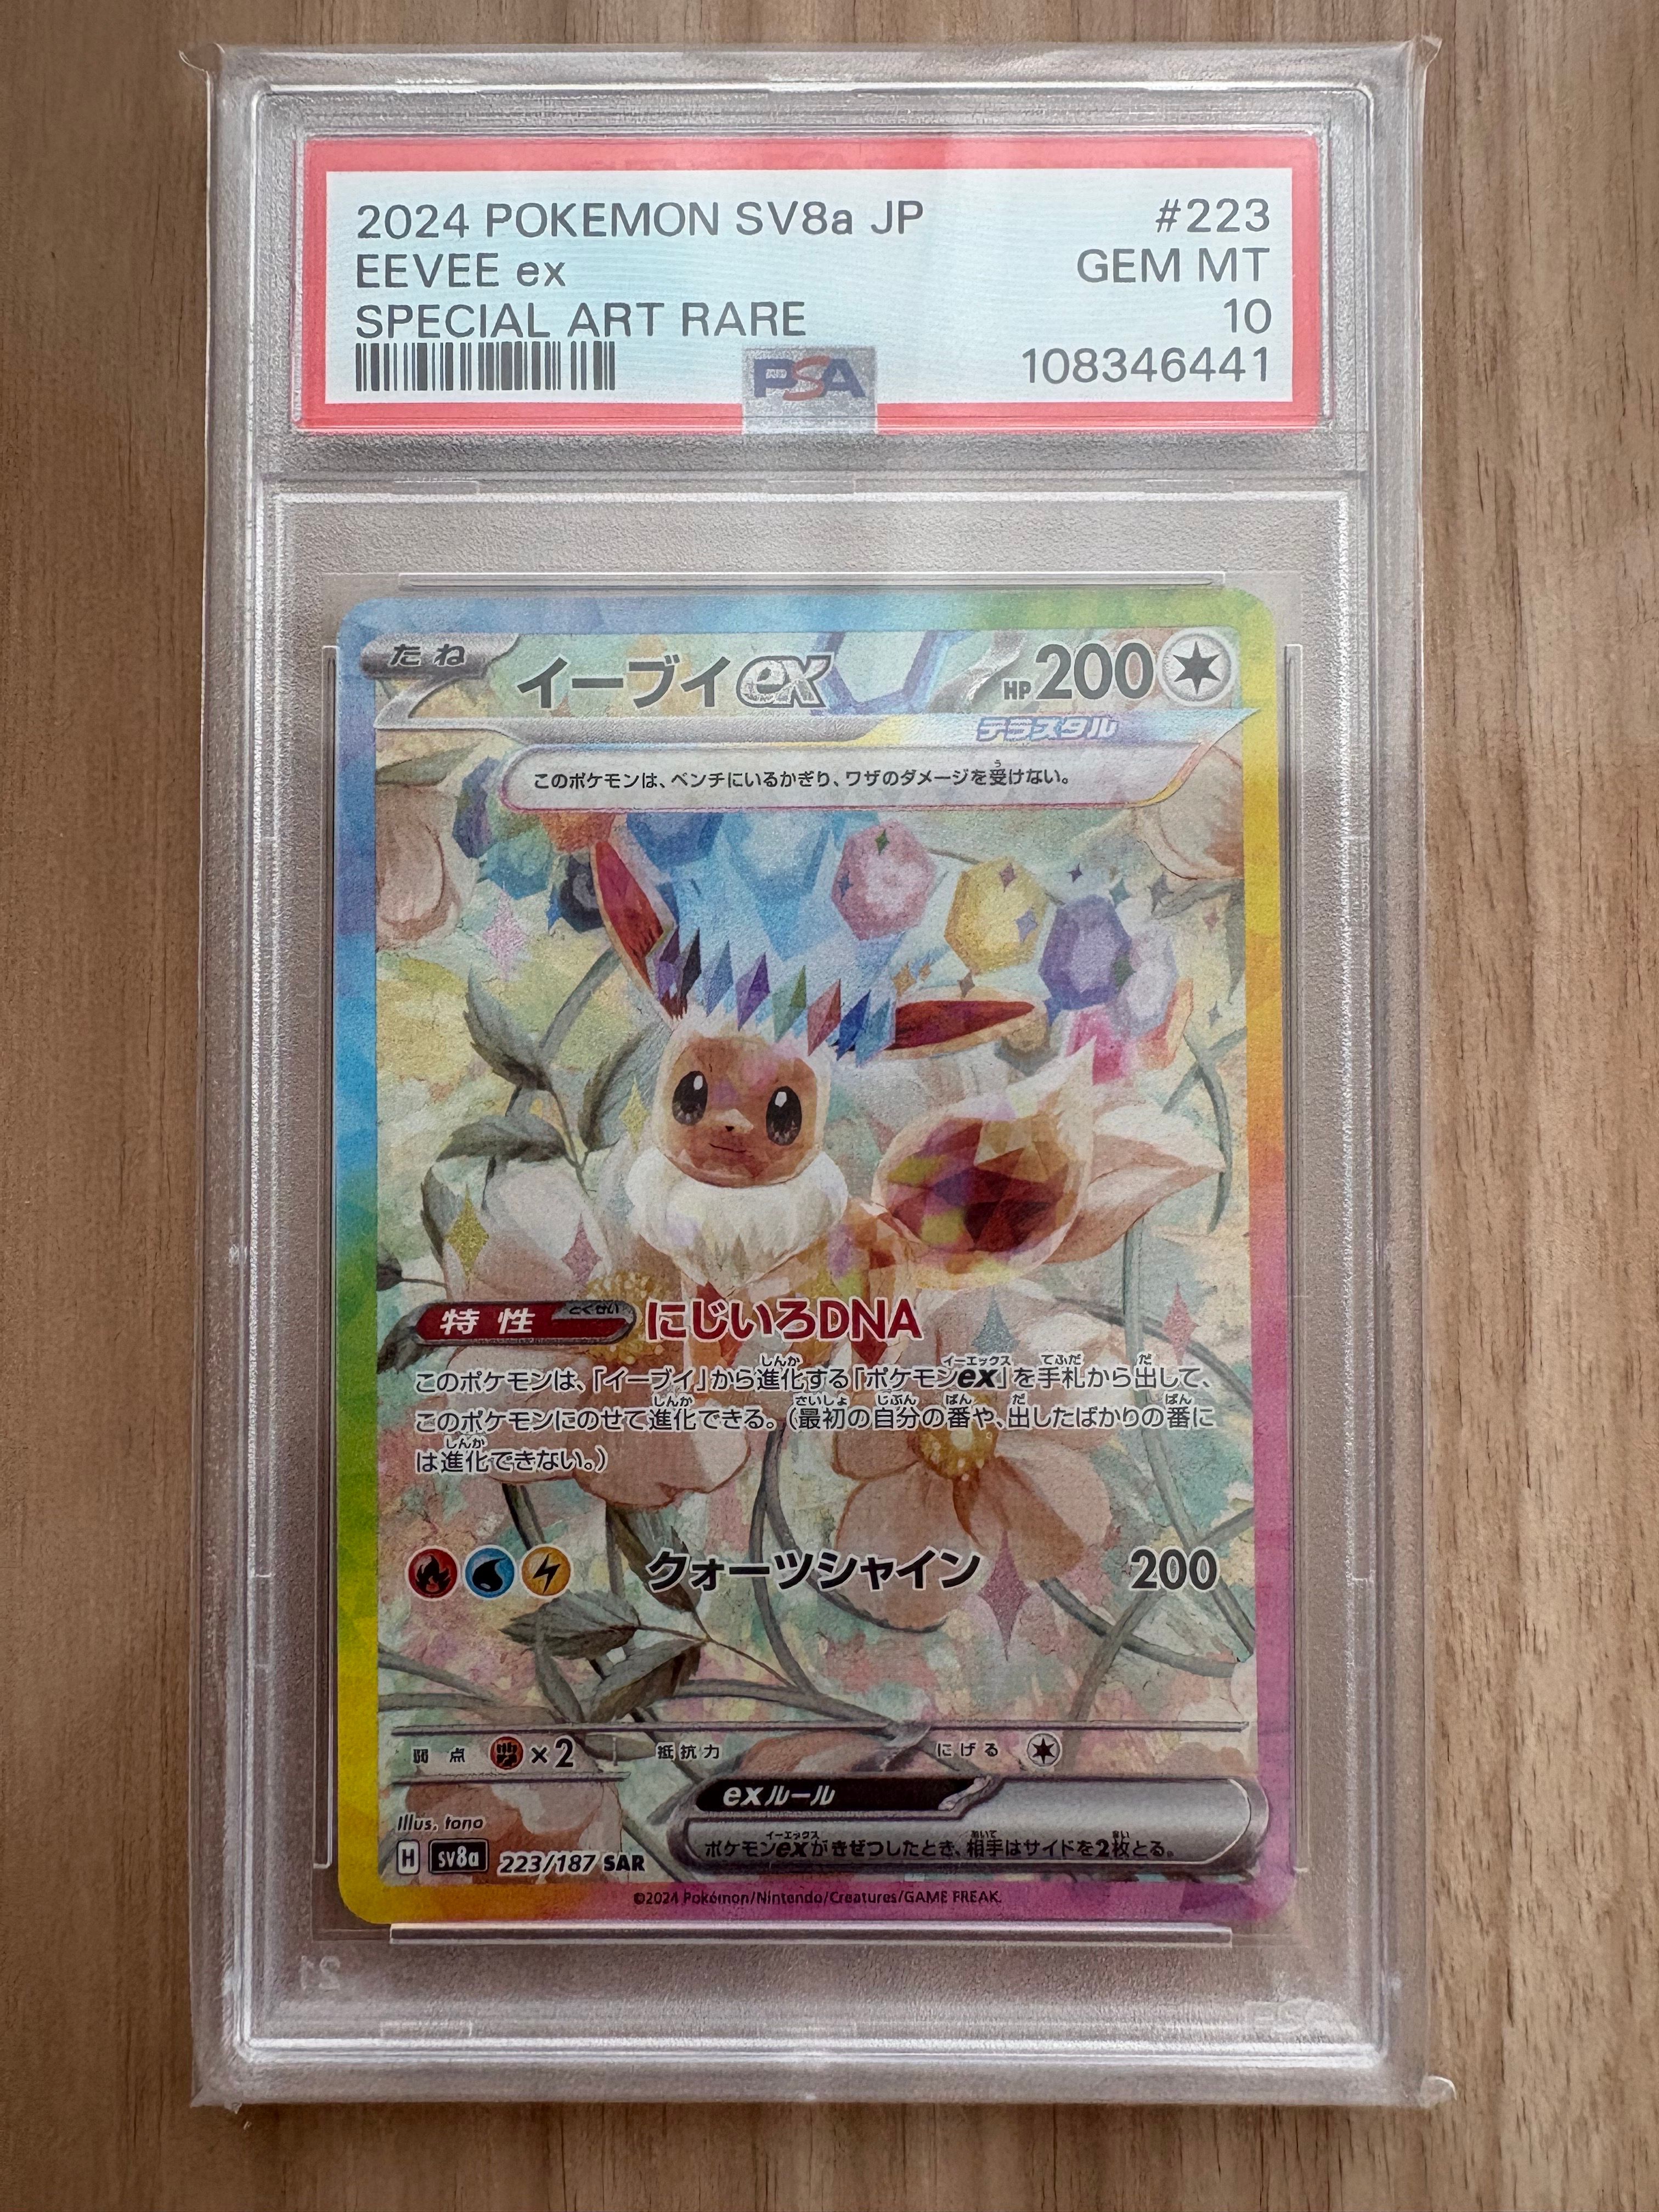 2024 POKEMON SV8a JP #223
EEVEE ex GEM MT
SPECIAL ART RARE 10
PSA 108346441
たね イーブイex HP200
テラスタル
このポケモンは、ベンチにいるかぎり、ワザのダメージを受けない。
特性 とくせい にじいろDNA
このポケモンは、「イーブイ」から進化する「ポケモンex」を手札から出して、
このポケモンにのせて進化できる。（最初の自分の番や、出したばかりの番に
は進化できない。）
クォーツシャイン 200
弱点 ×2 抵抗力 にげる
exルール
ポケモンexがきぜつしたとき、相手はサイドを2枚とる。
Illus. tono
H sv8a 223/187 SAR
©2024 Pokémon/Nintendo/Creatures/GAME FREAK.